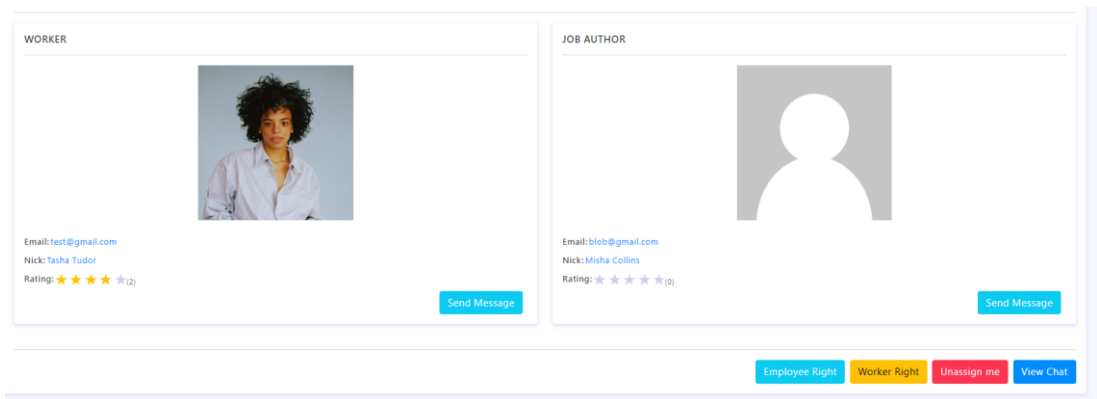 WORKER
Email: test@gmail.com
Nick: Tasha Tudor
Rating: (2)
Send Message
JOB AUTHOR
Email: blob@gmail.com
Nick: Misha Collins
Rating: (0)
Send Message
Employee Right Worker Right Unassign me View Chat